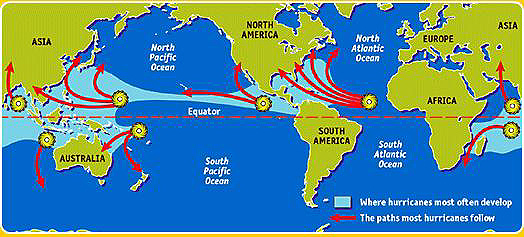 ASIA
North
Pacific
Ocean
NORTH
AMERICA
North
Atlantic
Ocean
EUROPE
ASIA
AFRICA
Equator
AUSTRALIA
South
Pacific
Ocean
SOUTH
AMERICA
South
Atlantic
Ocean
Where hurricanes most often develop
The paths most hurricanes follow